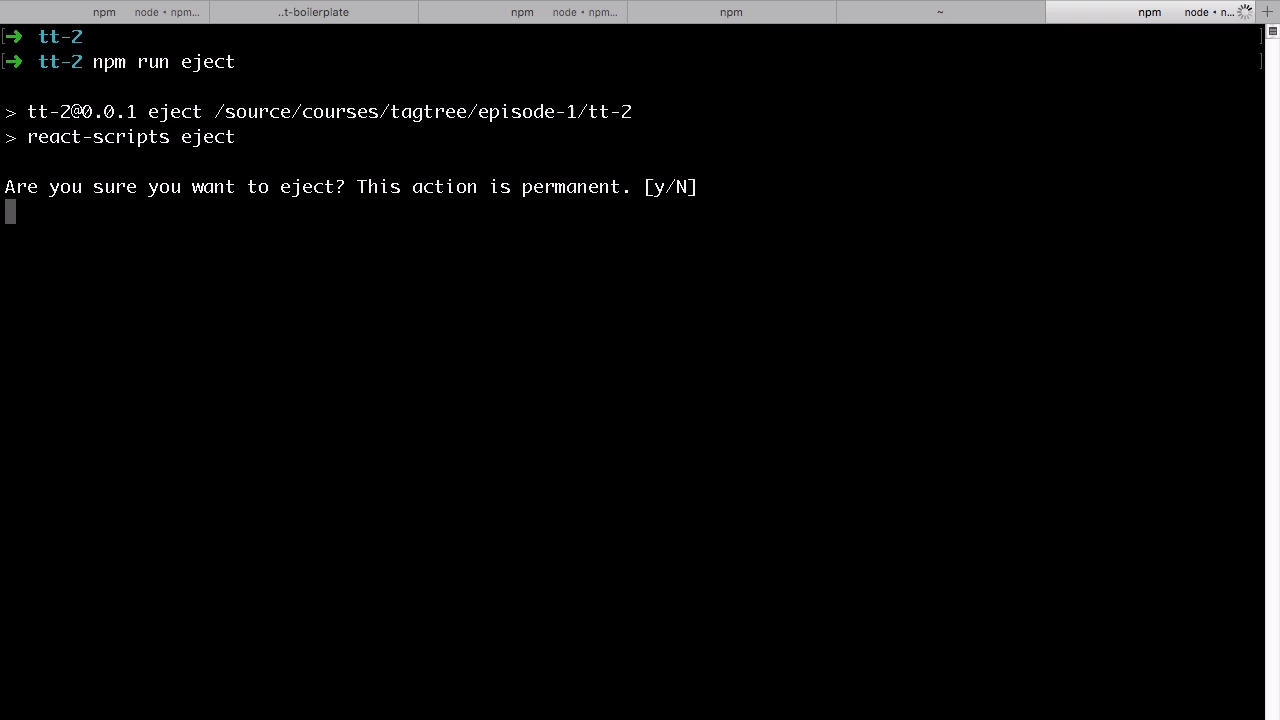 npm node • npm... ..t-boilerplate npm node • npm... npm ~ npm node • n...
[➜ tt-2 ]
[➜ tt-2 npm run eject ]
> tt-2@0.0.1 eject /source/courses/tagtree/episode-1/tt-2
> react-scripts eject
Are you sure you want to eject? This action is permanent. [y/N]